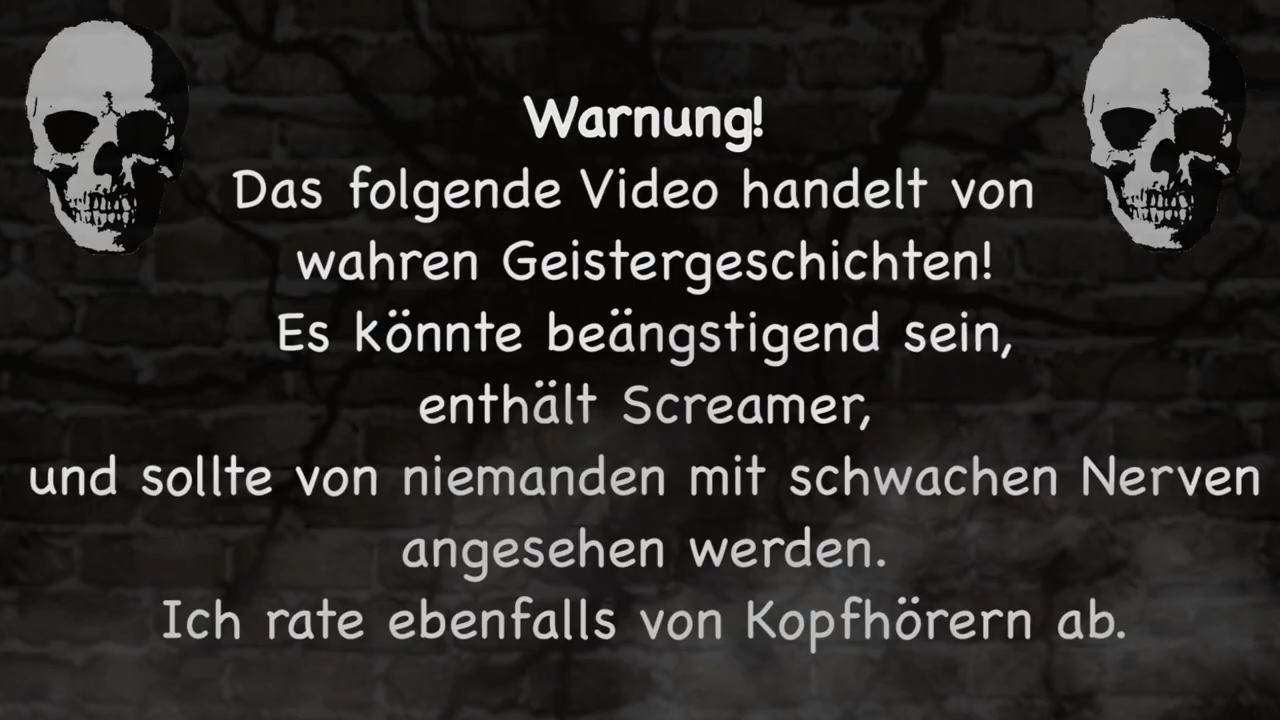 Warnung!
Das folgende Video handelt von
wahren Geistergeschichten!
Es könnte beängstigend sein,
enthält Screamer,
und sollte von niemanden mit schwachen Nerven
angesehen werden.
Ich rate ebenfalls von Kopfhörern ab.